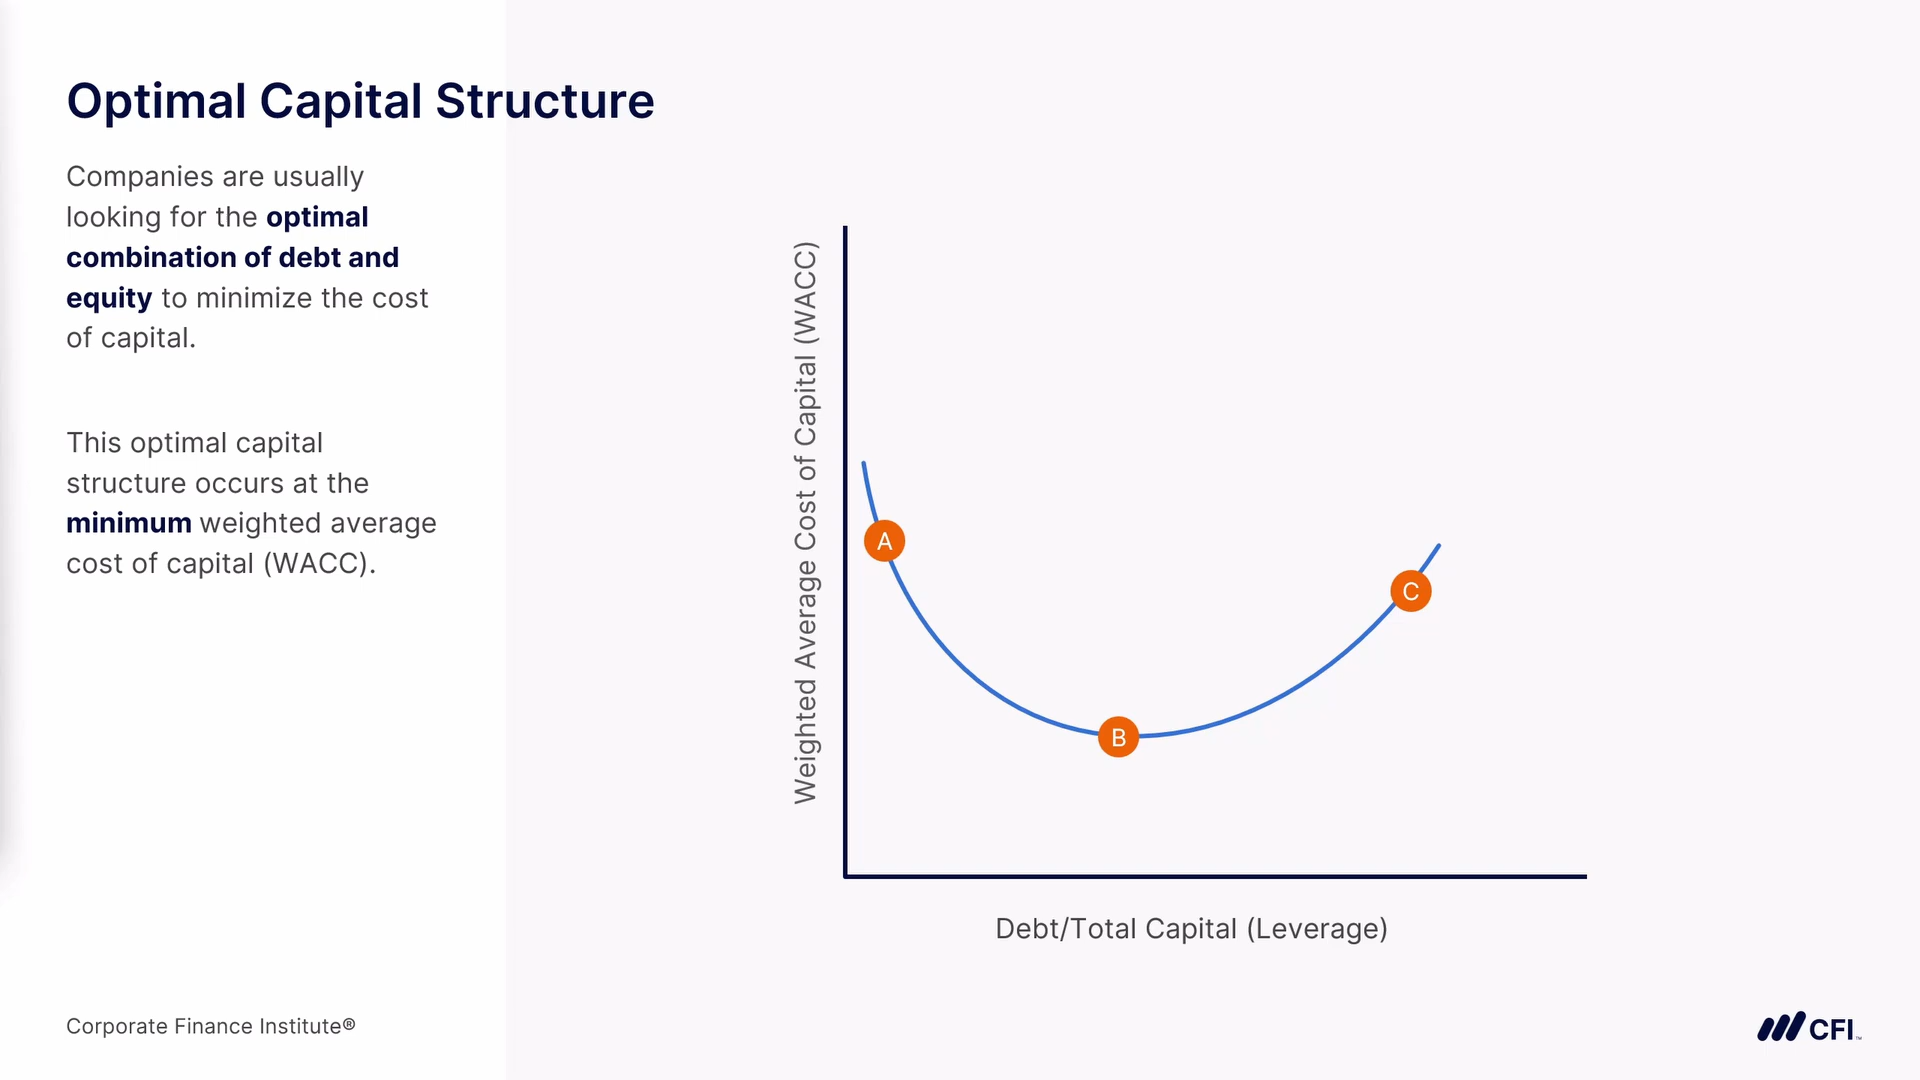 Optimal Capital Structure
Companies are usually
looking for the optimal
combination of debt and
equity to minimize the cost
of capital.
This optimal capital
structure occurs at the
minimum weighted average
cost of capital (WACC).
Weighted Average Cost of Capital (WACC)
A
B
C
Debt/Total Capital (Leverage)
Corporate Finance Institute®
CFI™